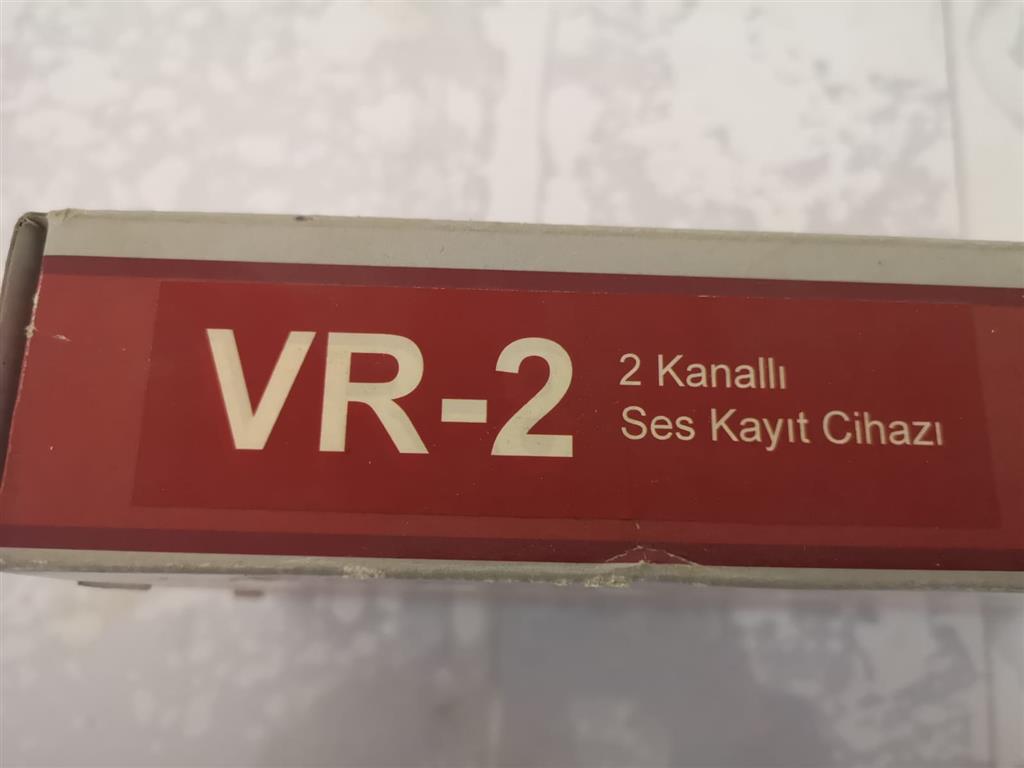 VR-2
2 Kanallı
Ses Kayıt Cihazı